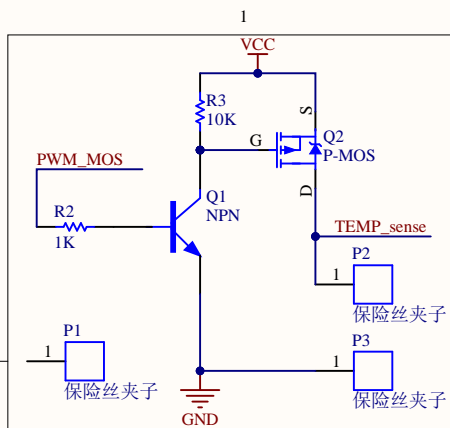 1
VCC
R3
10K
S
G
Q2
P-MOS
D
PWM_MOS
Q1
NPN
R2
1K
TEMP_sense
P2
1
保险丝夹子
P1
1
保险丝夹子
P3
1
保险丝夹子
GND